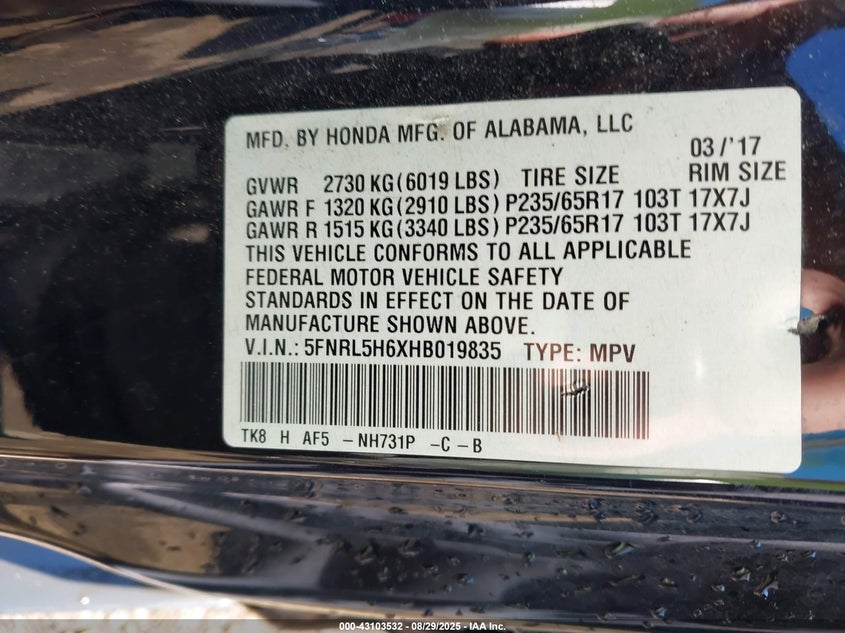 MFD. BY HONDA MFG. OF ALABAMA, LLC
03/'17
GVWR 2730 KG(6019 LBS) TIRE SIZE RIM SIZE
GAWR F 1320 KG(2910 LBS) P235/65R17 103T 17X7J
GAWR R 1515 KG(3340 LBS) P235/65R17 103T 17X7J
THIS VEHICLE CONFORMS TO ALL APPLICABLE
FEDERAL MOTOR VEHICLE SAFETY
STANDARDS IN EFFECT ON THE DATE OF
MANUFACTURE SHOWN ABOVE.
V.I.N.: 5FNRL5H6XHB019835 TYPE: MPV
TK8 H AF5 -NH731P -C-B
000-43103532 - 08/29/2025 - IAA Inc.